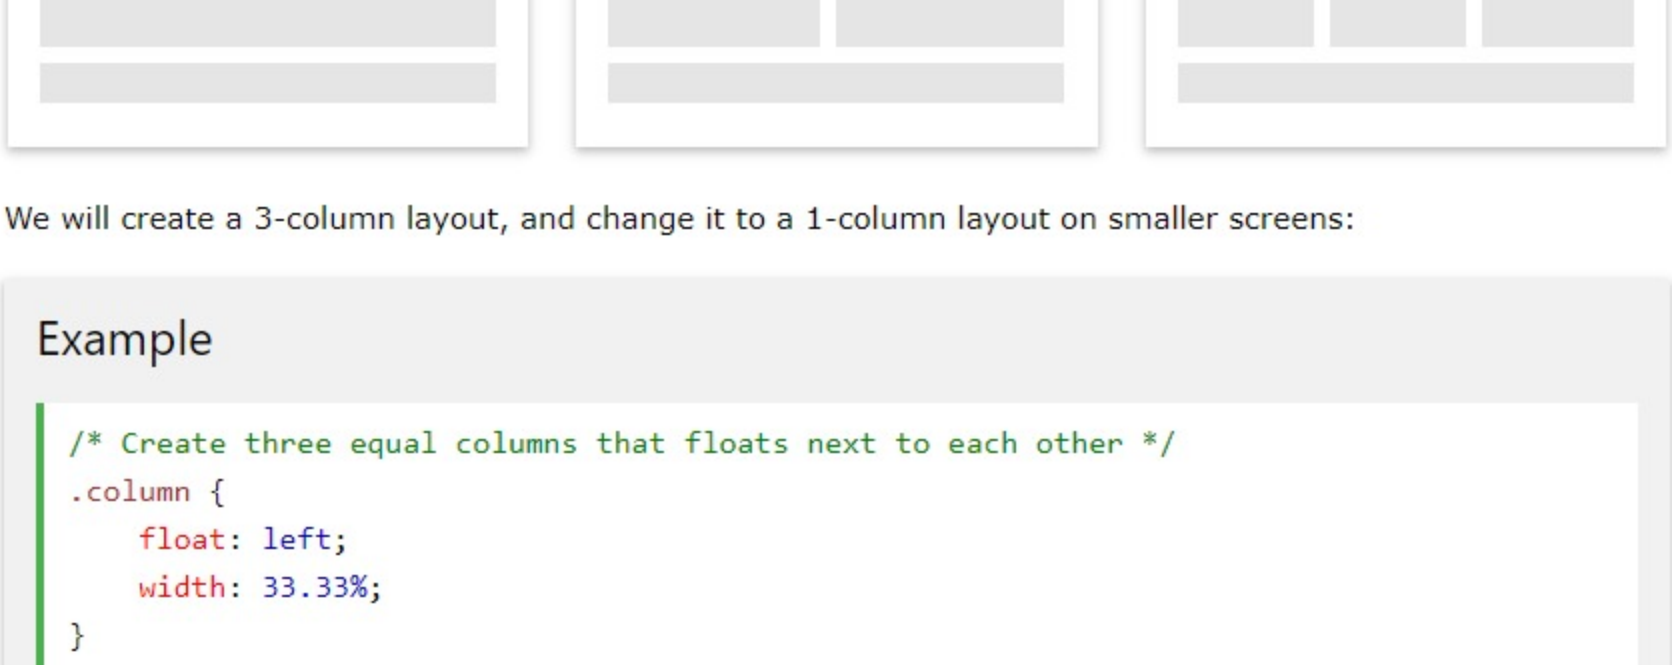 We will create a 3-column layout, and change it to a 1-column layout on smaller screens:
Example
/* Create three equal columns that floats next to each other */
.column {
    float: left;
    width: 33.33%;
}